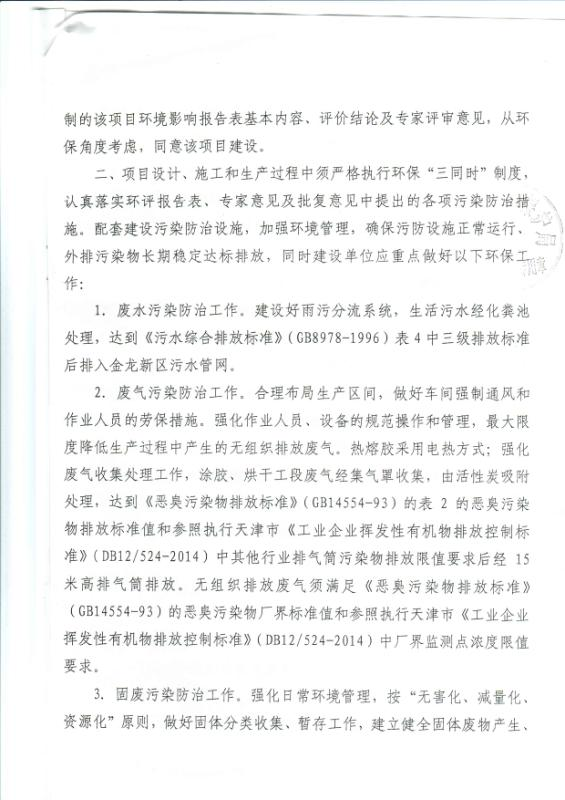 制的该项目环境影响报告表基本内容、评价结论及专家评审意见，从环
保角度考虑，同意该项目建设。
二、项目设计、施工和生产过程中须严格执行环保“三同时”制度，
认真落实环评报告表、专家意见及批复意见中提出的各项污染防治措
施。配套建设污染防治设施，加强环境管理，确保污防设施正常运行、
外排污染物长期稳定达标排放，同时建设单位应重点做好以下环保工
作：
1．废水污染防治工作。建设好雨污分流系统，生活污水经化粪池
处理，达到《污水综合排放标准》（GB8978-1996）表 4 中三级排放标准
后排入金龙新区污水管网。
2．废气污染防治工作。合理布局生产区间，做好车间强制通风和
作业人员的劳保措施。强化作业人员、设备的规范操作和管理，最大限
度降低生产过程中产生的无组织排放废气。热熔胶采用电热方式；强化
废气收集处理工作，涂胶、烘干工段废气经集气罩收集，由活性炭吸附
处理，达到《恶臭污染物排放标准》（GB14554-93）的表 2 的恶臭污染
物排放标准值和参照执行天津市《工业企业挥发性有机物排放控制标
准》（DB12/524-2014）中其他行业排气筒污染物排放限值要求后经 15
米高排气筒排放。无组织排放废气须满足《恶臭污染物排放标准》
（GB14554-93）的恶臭污染物厂界标准值和参照执行天津市《工业企业
挥发性有机物排放控制标准》（DB12/524-2014）中厂界监测点浓度限值
要求。
3．固废污染防治工作。强化日常环境管理，按“无害化、减量化、
资源化”原则，做好固体分类收集、暂存工作，建立健全固体废物产生、
局